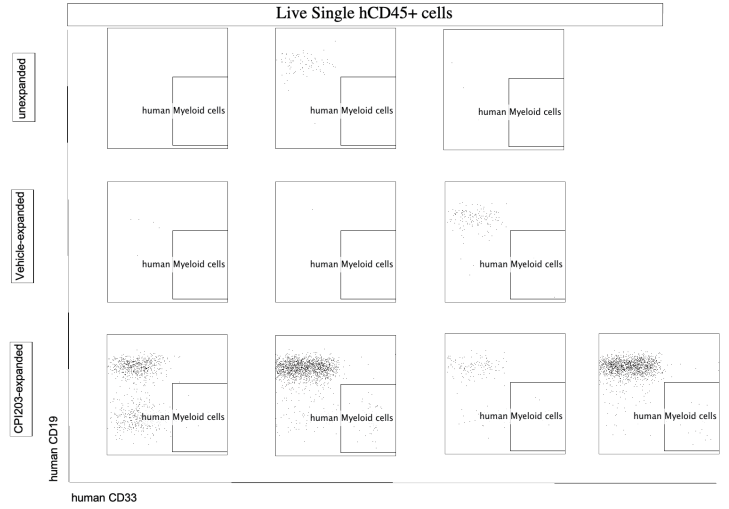 Live Single hCD45+ cells
unexpanded
human Myeloid cells
human Myeloid cells
human Myeloid cells
Vehicle-expanded
human Myeloid cells
human Myeloid cells
human Myeloid cells
CPI203-expanded
human Myeloid cells
human Myeloid cells
human Myeloid cells
human Myeloid cells
human CD19
human CD33